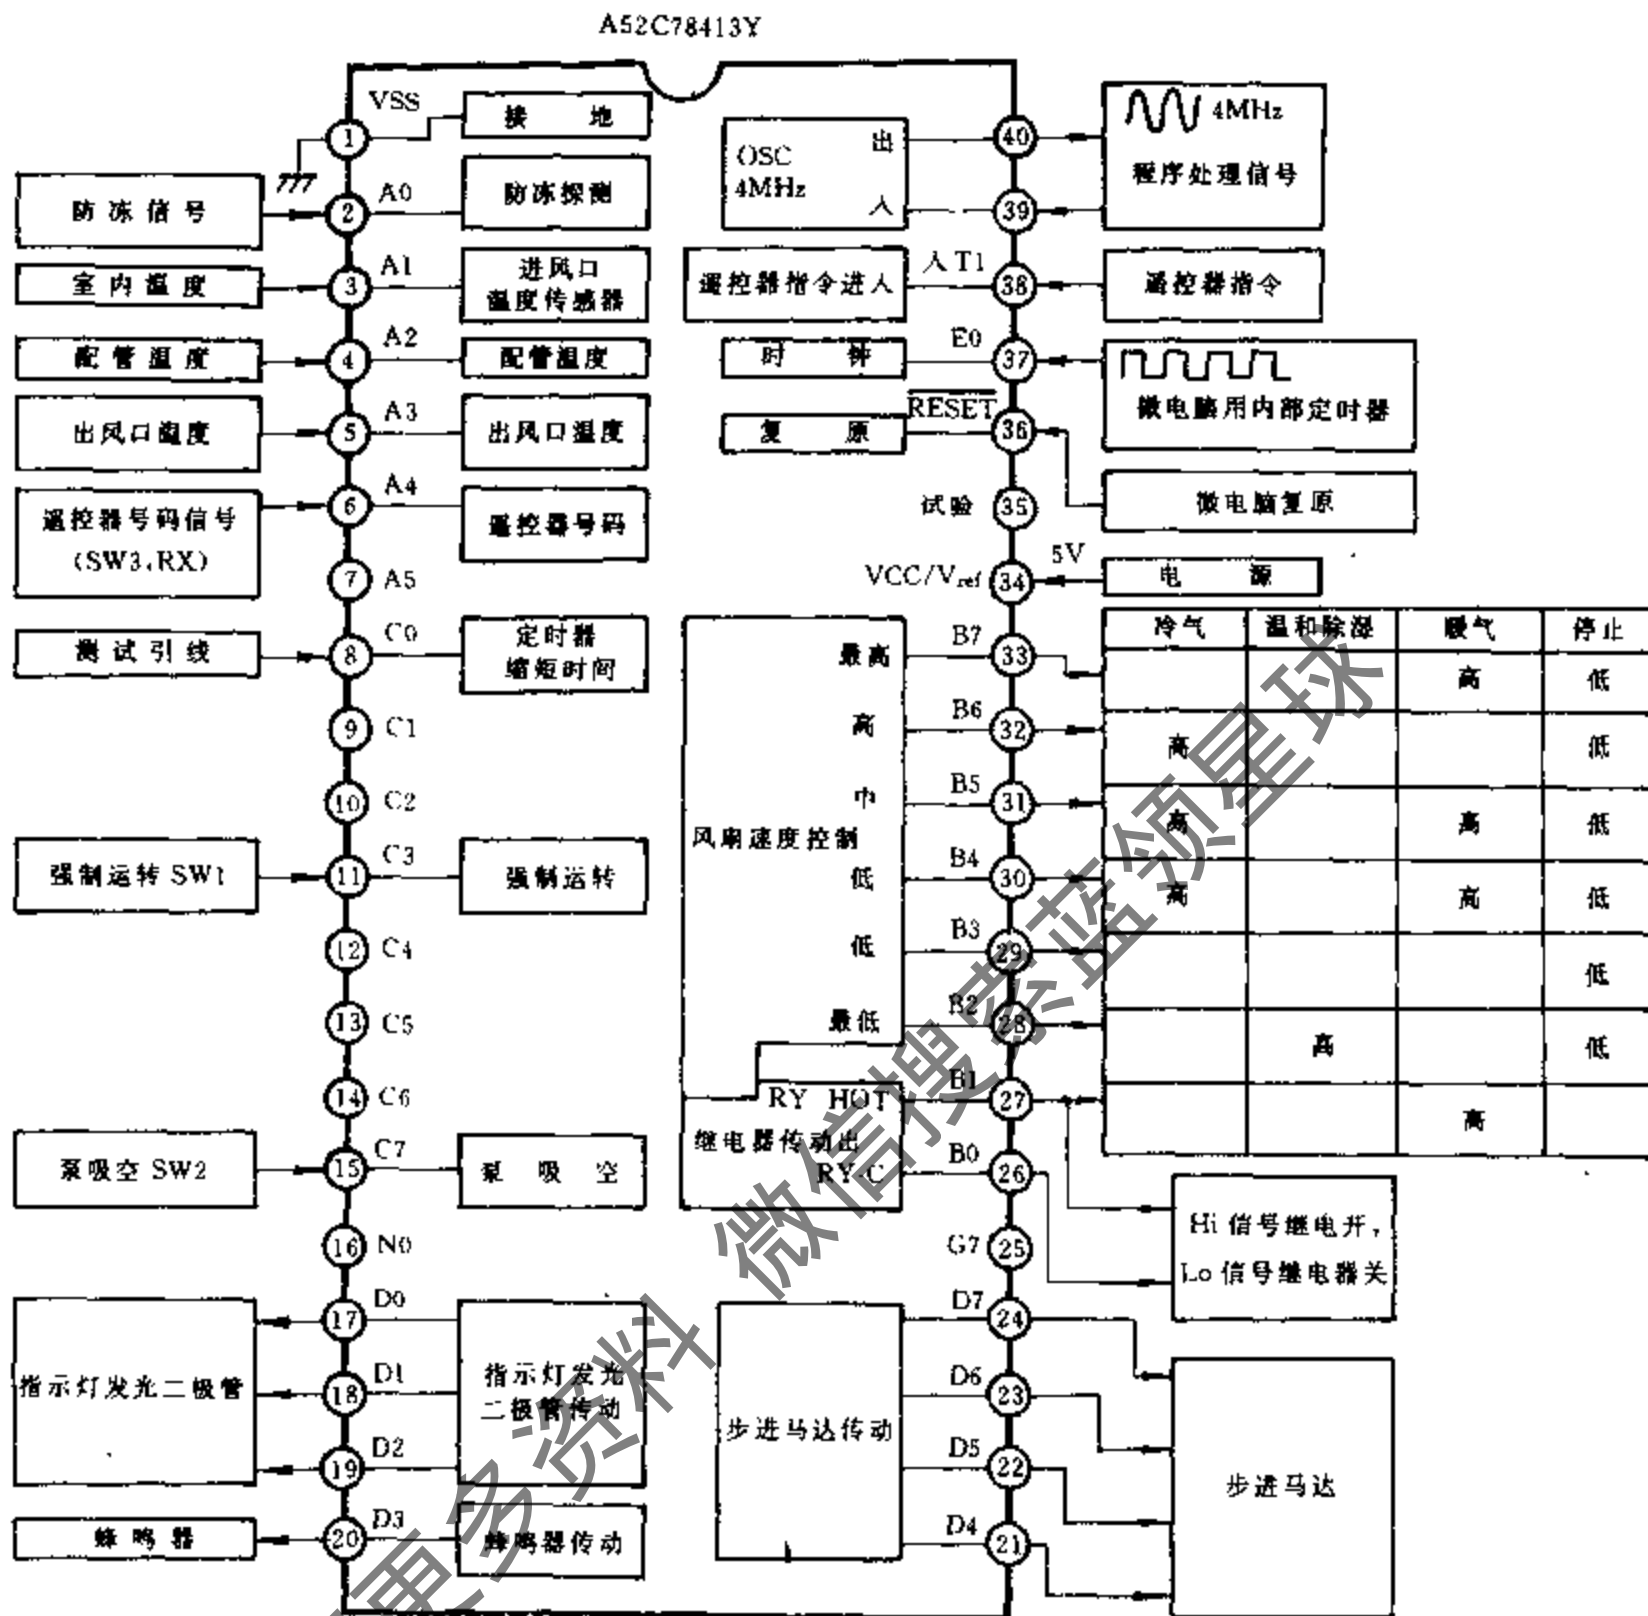 A52C78413Y
VSS
接 地
①
防冻信号
②
A0
防冻探测
室内温度
③
A1
进风口
温度传感器
配管温度
④
A2
配管温度
出风口温度
⑤
A3
出风口温度
遥控器号码信号
(SW3,RX)
⑥
A4
遥控器号码
⑦
A5
测试引线
⑧
C0
定时器
缩短时间
⑨
C1
⑩
C2
强制运转 SW1
⑪
C3
强制运转
⑫
C4
⑬
C5
⑭
C6
泵吸空 SW2
⑮
C7
泵吸空
⑯
N0
指示灯发光二极管
⑰
D0
⑱
D1
⑲
D2
指示灯发光
二极管传动
蜂鸣器
⑳
D3
蜂鸣器传动
OSC
4MHz
出
入
㊵
㊴
4MHz
程序处理信号
遥控器指令进入
入 T1
㊳
遥控器指令
时 钟
E0
㊲
微电脑用内部定时器
复 原
RESET
㊱
微电脑复原
试验
㉟
VCC/Vref
㉞
5V
电 源
风扇速度控制
最高
B7
㉝
高
B6
㉜
中
B5
㉛
低
B4
㉚
低
B3
㉙
最低
B2
㉘
冷气 温和除湿 暖气 停止
高 低
高 低
高 高 低
高 高 低
低
高 低
高
RY HOT
继电器传动出
RY-C
B1
㉗
B0
㉖
Hi 信号继电开,
Lo 信号继电器关
G7
㉕
步进马达传动
D7
㉔
D6
㉓
D5
㉒
D4
㉑
步进马达
更多资料 微信搜索蓝领星球